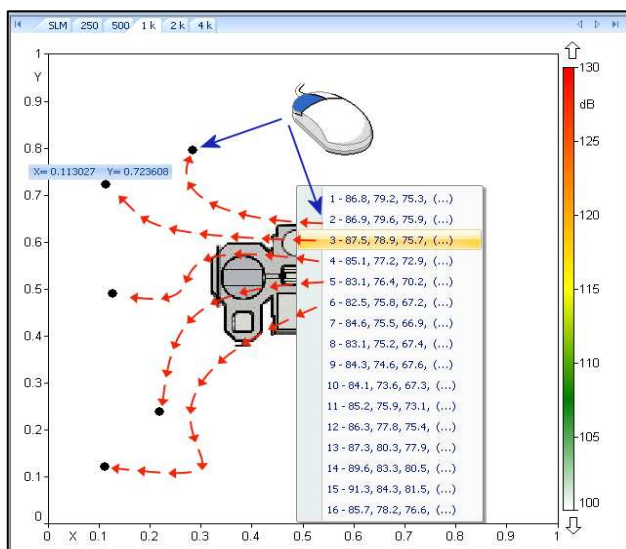 SLM 250 500 1 k 2 k 4 k
1
Y
0.9
0.8
X= 0.113027 Y= 0.723608
0.7
0.6
0.5
0.4
0.3
0.2
0.1
0
0 X 0.1 0.2 0.3 0.4 0.5 0.6 0.7 0.8 0.9 1
1 - 86.8, 79.2, 75.3, (...)
2 - 86.9, 79.6, 75.9, (...)
3 - 87.5, 78.9, 75.7, (...)
4 - 85.1, 77.2, 72.9, (...)
5 - 83.1, 76.4, 70.2, (...)
6 - 82.5, 75.8, 67.2, (...)
7 - 84.6, 75.5, 66.9, (...)
8 - 83.1, 75.2, 67.4, (...)
9 - 84.3, 74.6, 67.6, (...)
10 - 84.1, 73.6, 67.3, (...)
11 - 85.2, 75.9, 73.1, (...)
12 - 86.3, 77.8, 75.4, (...)
13 - 87.3, 80.3, 77.9, (...)
14 - 89.6, 83.3, 80.5, (...)
15 - 91.3, 84.3, 81.5, (...)
16 - 85.7, 78.2, 76.6, (...)
130
dB
125
120
115
110
105
100